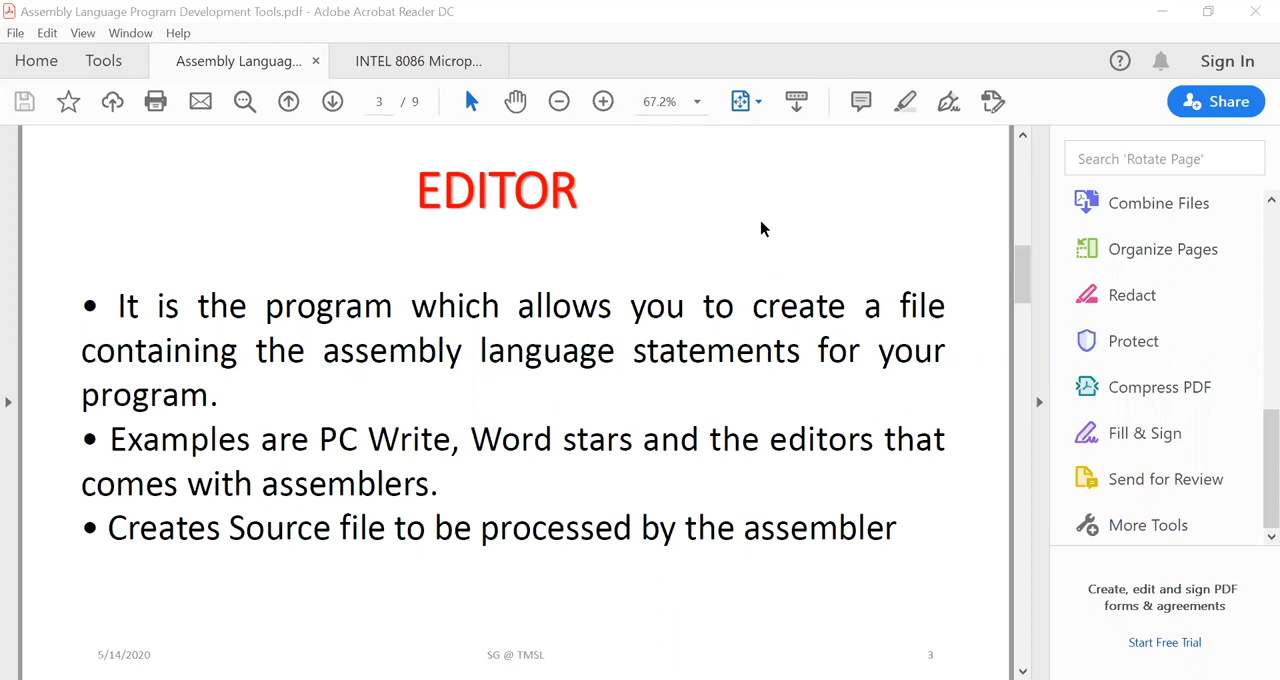 Assembly Language Program Development Tools.pdf - Adobe Acrobat Reader DC
File Edit View Window Help
Home Tools Assembly Languag... × INTEL 8086 Microp... Sign In
3 / 9 67.2% Share
EDITOR
• It is the program which allows you to create a file
containing the assembly language statements for your
program.
• Examples are PC Write, Word stars and the editors that
comes with assemblers.
• Creates Source file to be processed by the assembler
5/14/2020 SG @ TMSL 3
Search 'Rotate Page'
Combine Files
Organize Pages
Redact
Protect
Compress PDF
Fill & Sign
Send for Review
More Tools
Create, edit and sign PDF
forms & agreements
Start Free Trial